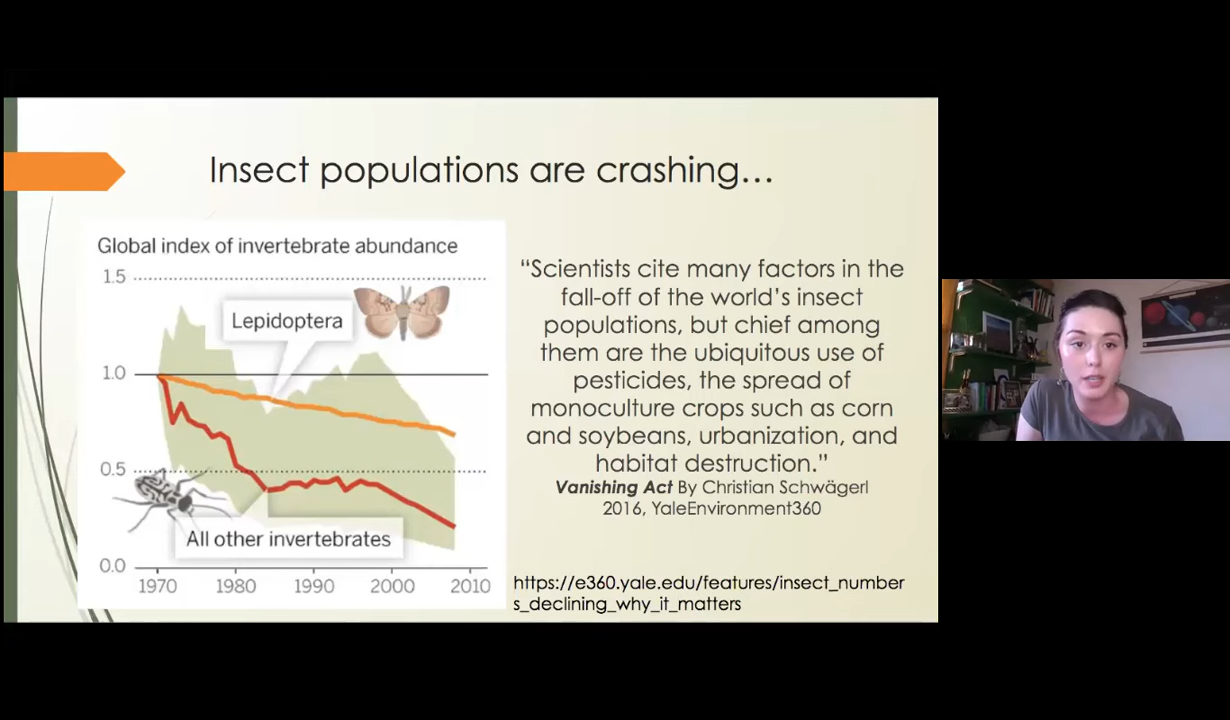 Insect populations are crashing…
Global index of invertebrate abundance
1.5
Lepidoptera
1.0
0.5
All other invertebrates
0.0
1970 1980 1990 2000 2010
“Scientists cite many factors in the
fall-off of the world’s insect
populations, but chief among
them are the ubiquitous use of
pesticides, the spread of
monoculture crops such as corn
and soybeans, urbanization, and
habitat destruction.”
Vanishing Act By Christian Schwägerl
2016, YaleEnvironment360
https://e360.yale.edu/features/insect_number
s_declining_why_it_matters